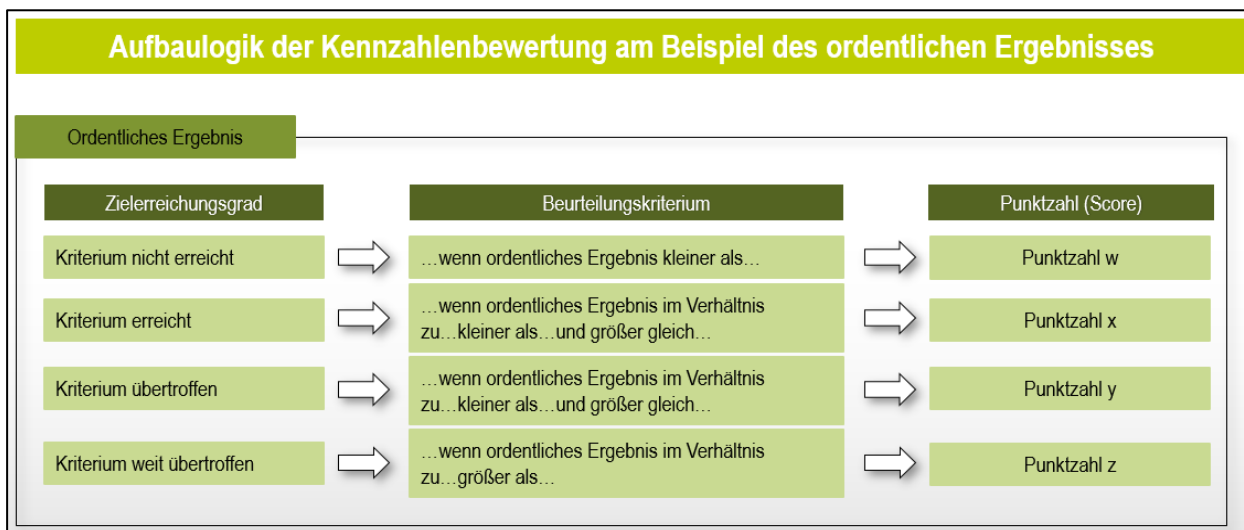 Aufbaulogik der Kennzahlenbewertung am Beispiel des ordentlichen Ergebnisses
Ordentliches Ergebnis
Zielerreichungsgrad
Beurteilungskriterium
Punktzahl (Score)
Kriterium nicht erreicht
…wenn ordentliches Ergebnis kleiner als…
Punktzahl w
Kriterium erreicht
…wenn ordentliches Ergebnis im Verhältnis
zu…kleiner als…und größer gleich…
Punktzahl x
Kriterium übertroffen
…wenn ordentliches Ergebnis im Verhältnis
zu…kleiner als…und größer gleich…
Punktzahl y
Kriterium weit übertroffen
…wenn ordentliches Ergebnis im Verhältnis
zu…größer als…
Punktzahl z